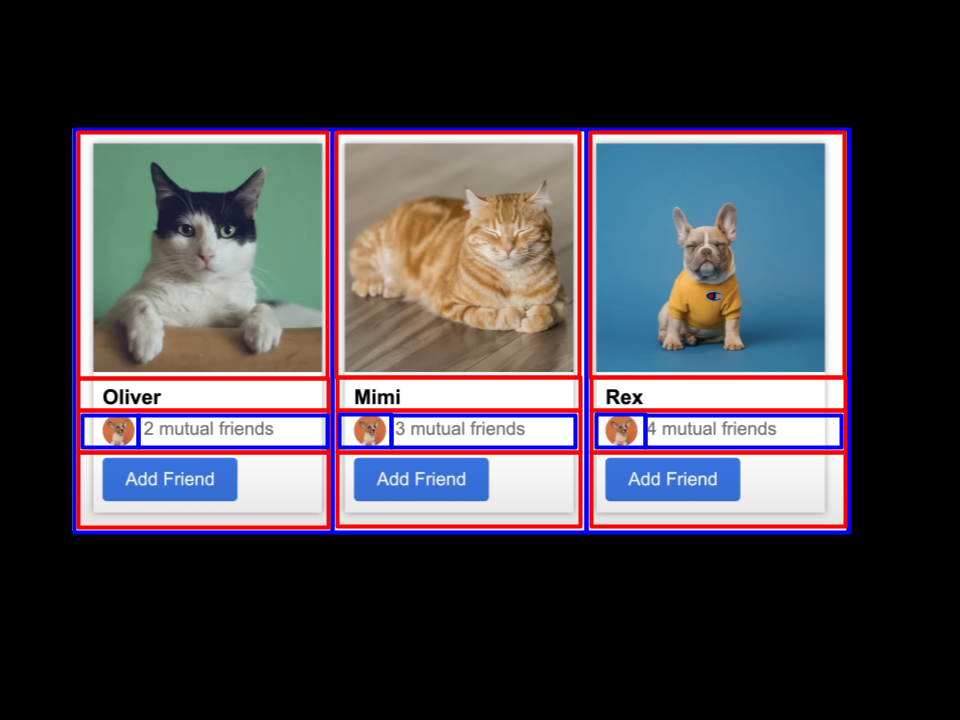 Oliver
2 mutual friends
Add Friend
Mimi
3 mutual friends
Add Friend
Rex
4 mutual friends
Add Friend